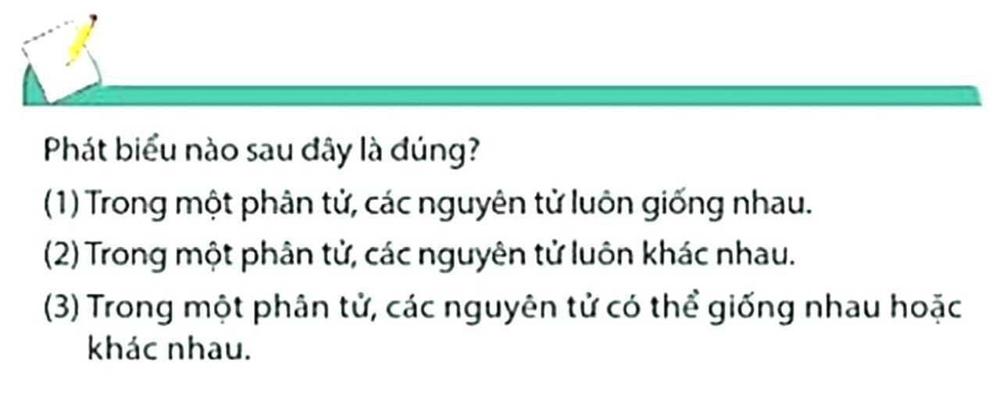 Phát biểu nào sau đây là đúng?
(1) Trong một phân tử, các nguyên tử luôn giống nhau.
(2) Trong một phân tử, các nguyên tử luôn khác nhau.
(3) Trong một phân tử, các nguyên tử có thể giống nhau hoặc
khác nhau.